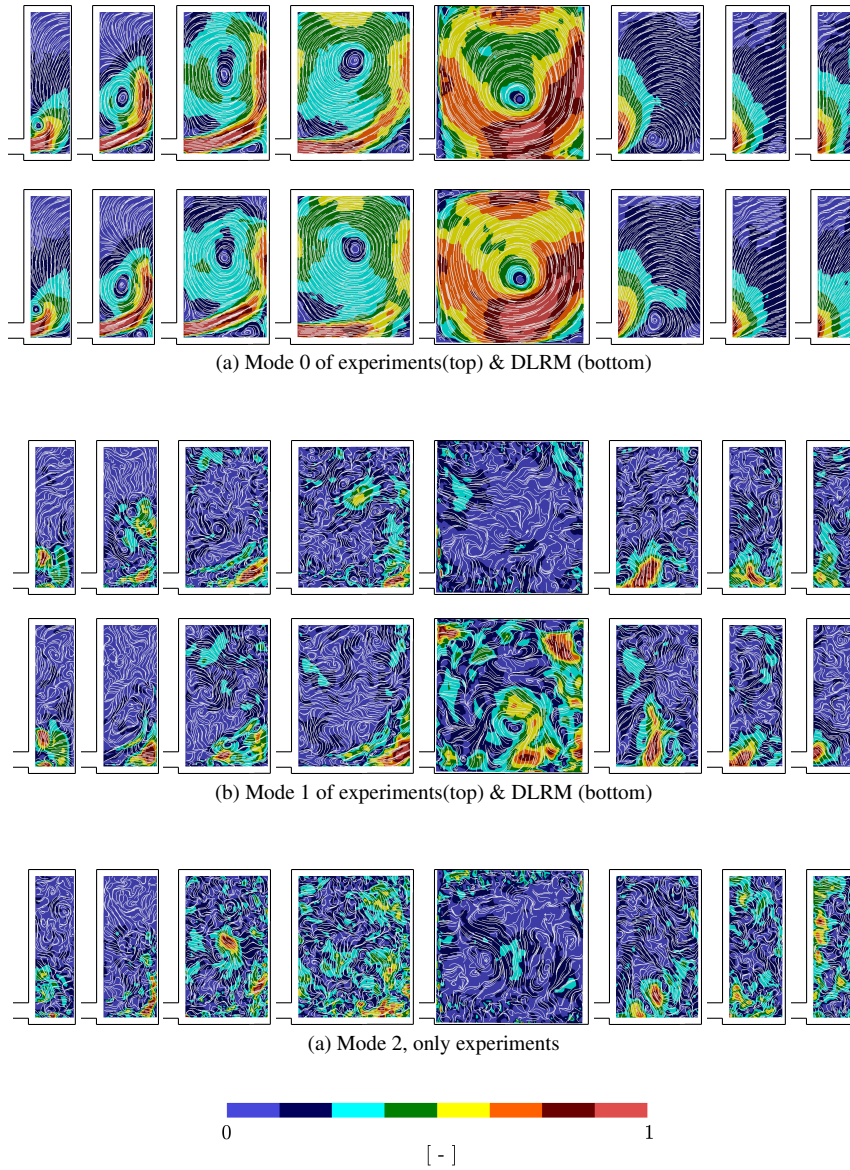 (a) Mode 0 of experiments(top) & DLRM (bottom)
(b) Mode 1 of experiments(top) & DLRM (bottom)
(a) Mode 2, only experiments
0 1
[ - ]